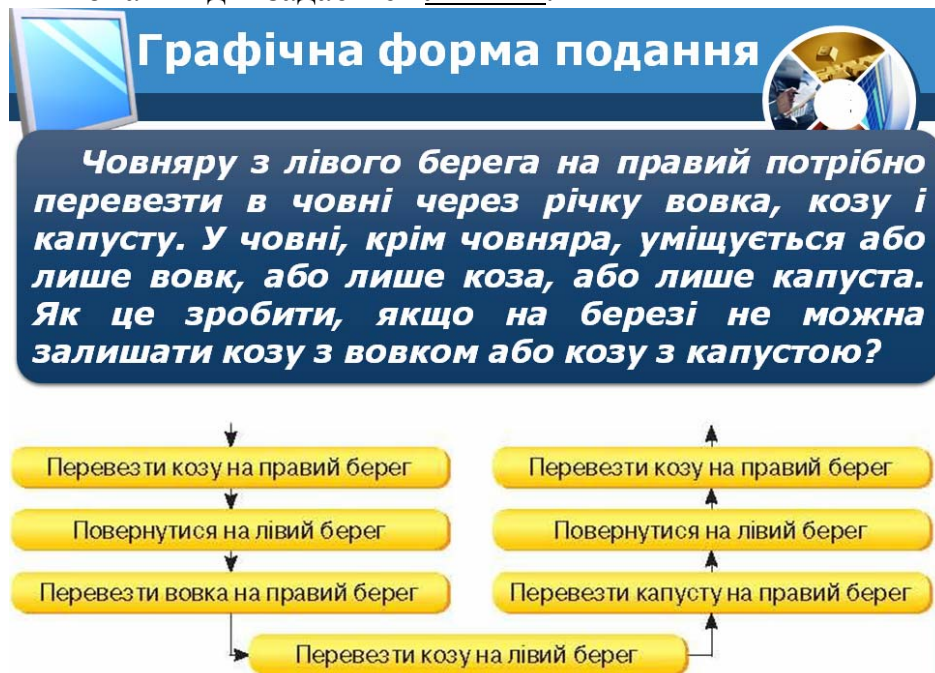 Графічна форма подання
Човняру з лівого берега на правий потрібно
перевезти в човні через річку вовка, козу і
капусту. У човні, крім човняра, уміщується або
лише вовк, або лише коза, або лише капуста.
Як це зробити, якщо на березі не можна
залишати козу з вовком або козу з капустою?
Перевезти козу на правий берег
Повернутися на лівий берег
Перевезти вовка на правий берег
Перевезти козу на лівий берег
Перевезти капусту на правий берег
Повернутися на лівий берег
Перевезти козу на правий берег